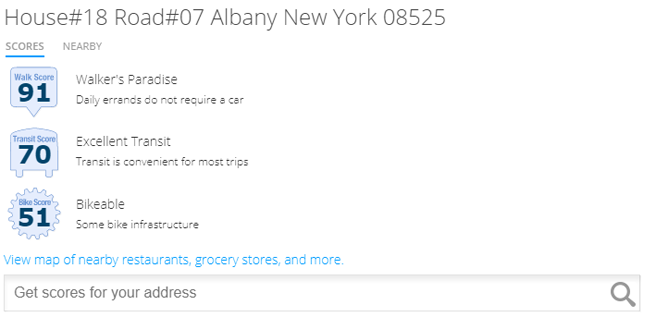 House#18 Road#07 Albany New York 08525
SCORES NEARBY
Walk Score
91
Walker's Paradise
Daily errands do not require a car
Transit Score
70
Excellent Transit
Transit is convenient for most trips
Bike Score
51
Bikeable
Some bike infrastructure
View map of nearby restaurants, grocery stores, and more.
Get scores for your address